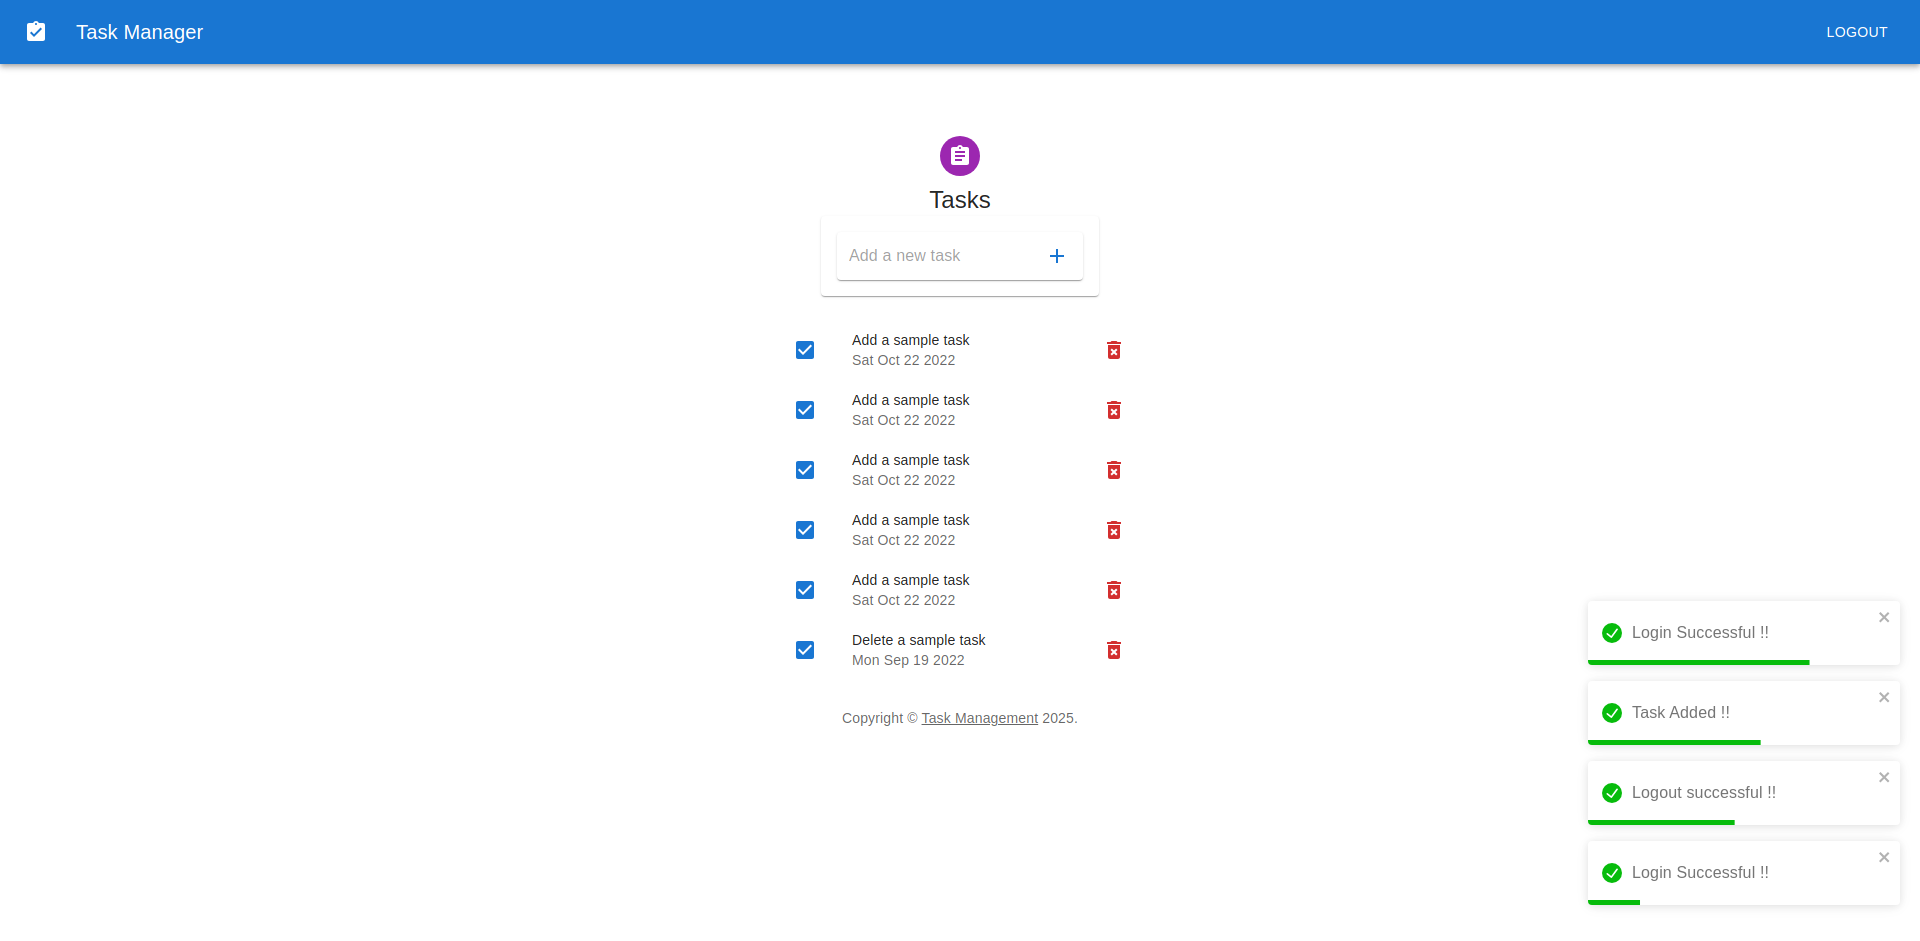 Task Manager
LOGOUT
Tasks
Add a new task
Add a sample task
Sat Oct 22 2022
Add a sample task
Sat Oct 22 2022
Add a sample task
Sat Oct 22 2022
Add a sample task
Sat Oct 22 2022
Add a sample task
Sat Oct 22 2022
Delete a sample task
Mon Sep 19 2022
Copyright © Task Management 2025.
Login Successful !!
Task Added !!
Logout successful !!
Login Successful !!